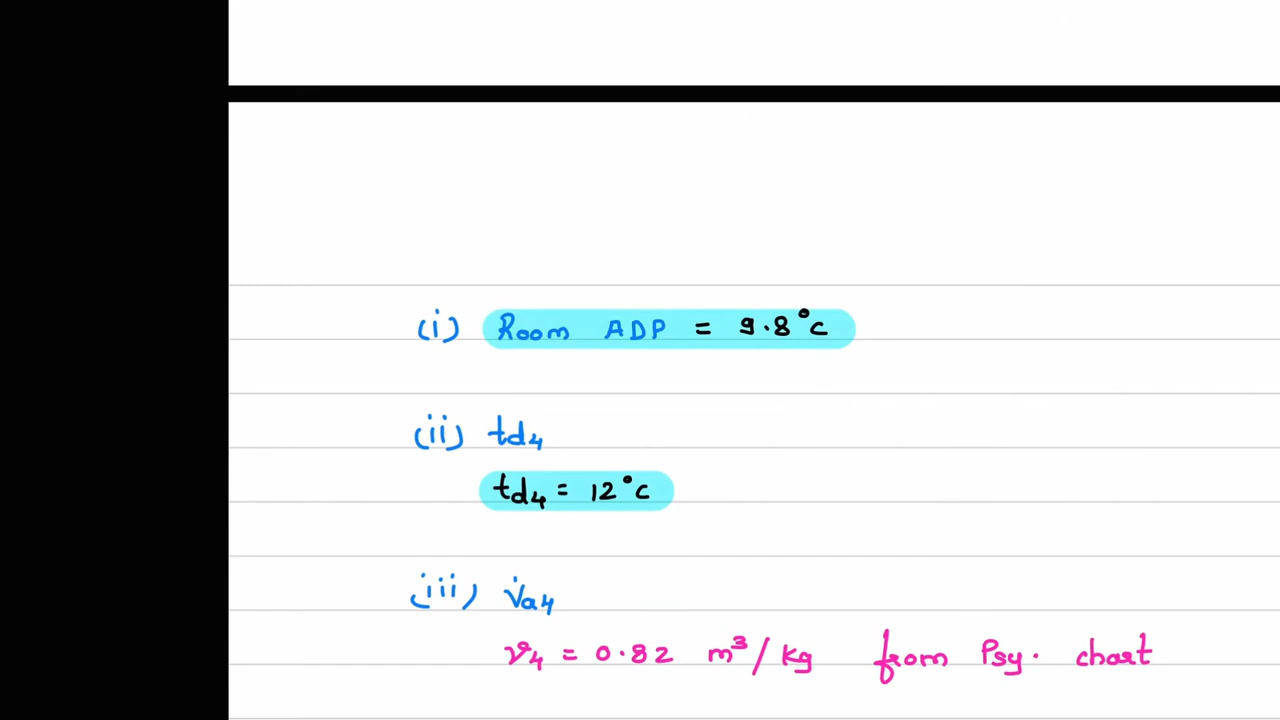 (i) Room ADP = 9.8°c
(ii) td4
td4 = 12°c
(iii) V̇a4
v4 = 0.82 m³/kg from Psy. chart